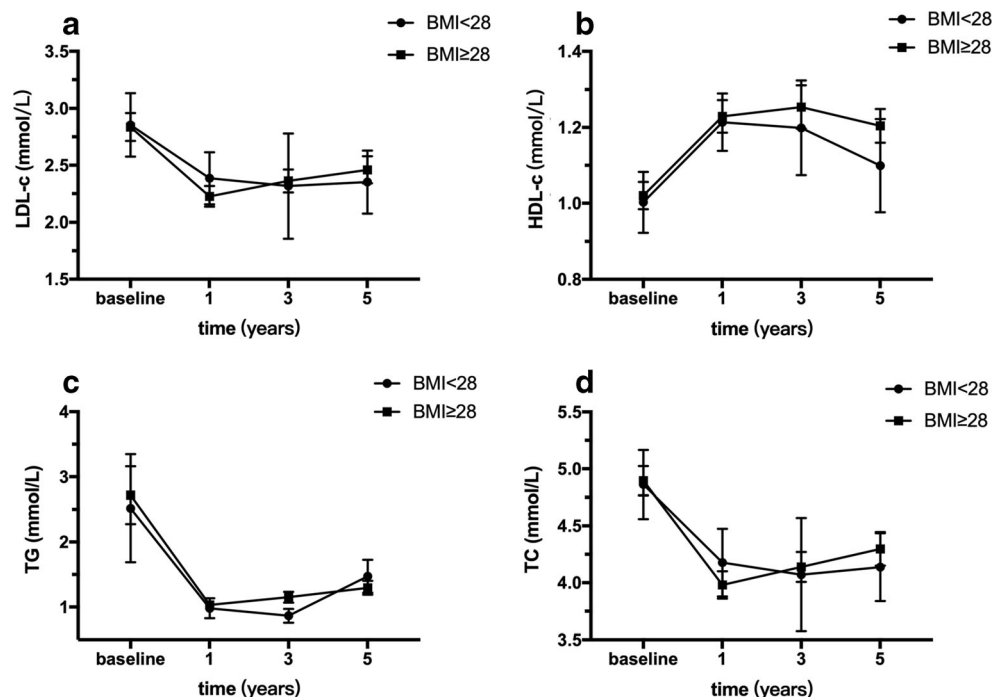 a
BMI<28
BMI≥28
3.5
3.0
2.5
2.0
1.5
LDL-c (mmol/L)
baseline 1 3 5
time (years)
b
BMI<28
BMI≥28
1.4
1.2
1.0
0.8
HDL-c (mmol/L)
baseline 1 3 5
time (years)
c
BMI<28
BMI≥28
4
3
2
1
TG (mmol/L)
baseline 1 3 5
time (years)
d
BMI<28
BMI≥28
5.5
5.0
4.5
4.0
3.5
TC (mmol/L)
baseline 1 3 5
time (years)